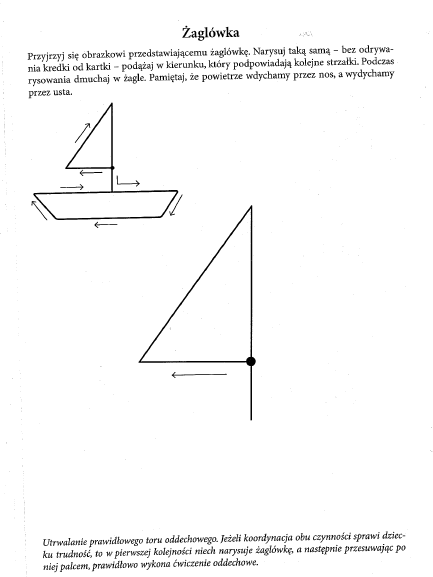 Żaglówka
Przyjrzyj się obrazkowi przedstawiającemu żaglówkę. Narysuj taką samą – bez odrywa-
nia kredki od kartki – podążaj w kierunku, który podpowiadają kolejne strzałki. Podczas
rysowania dmuchaj w żagle. Pamiętaj, że powietrze wdychamy przez nos, a wydychamy
przez usta.
Utrwalanie prawidłowego toru oddechowego. Jeżeli koordynacja obu czynności sprawi dziec-
ku trudność, to w pierwszej kolejności niech narysuje żaglówkę, a następnie przesuwając po
niej palcem, prawidłowo wykona ćwiczenie oddechowe.